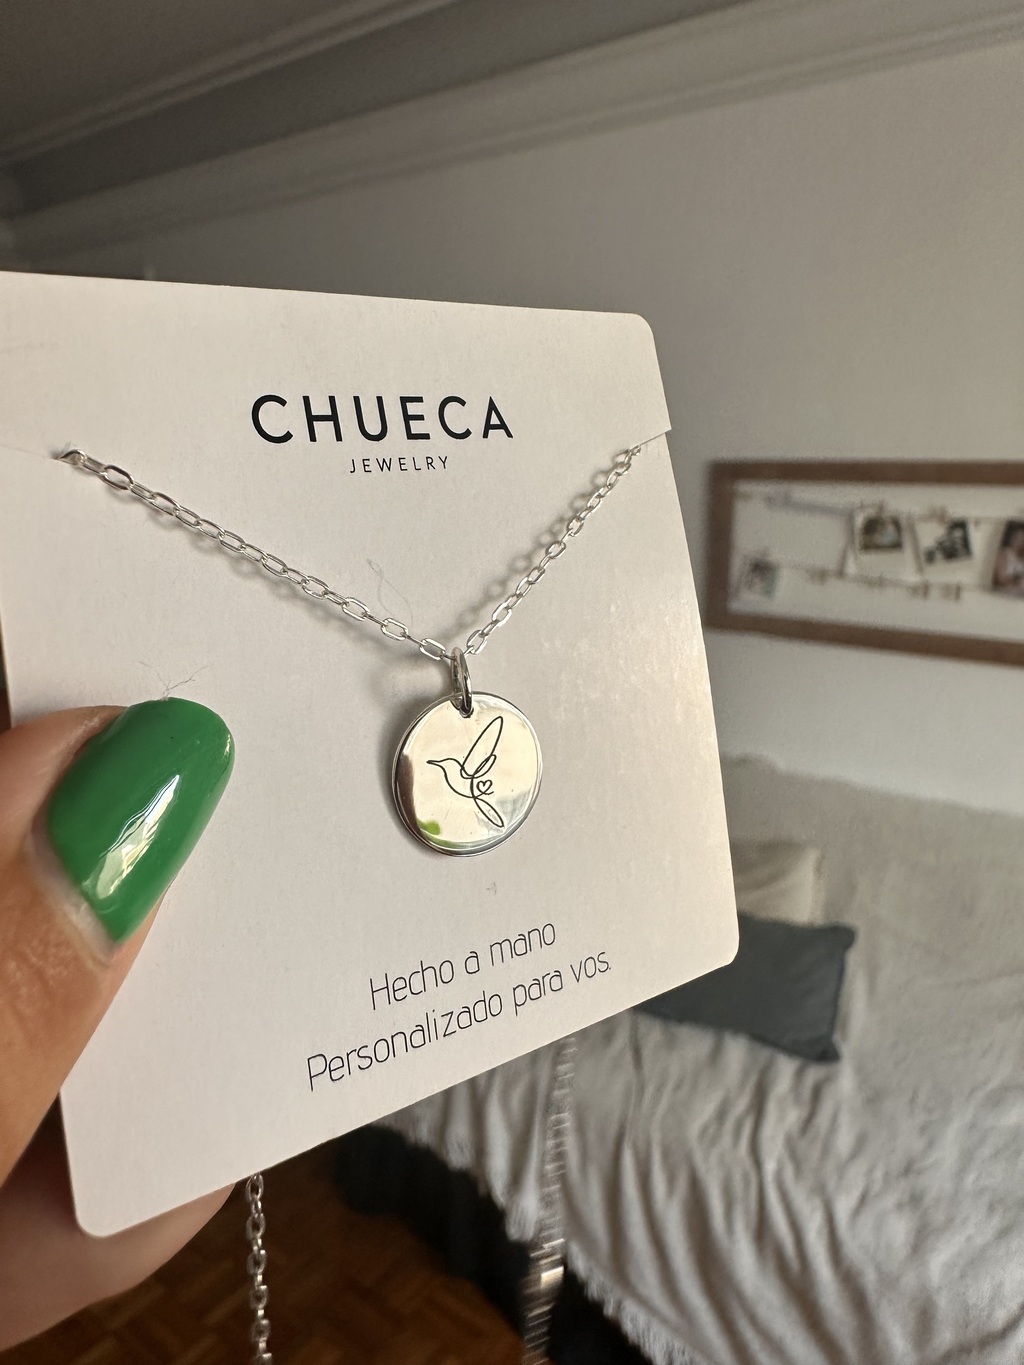 CHUECA
JEWELRY
Hecho a mano
Personalizado para vos.